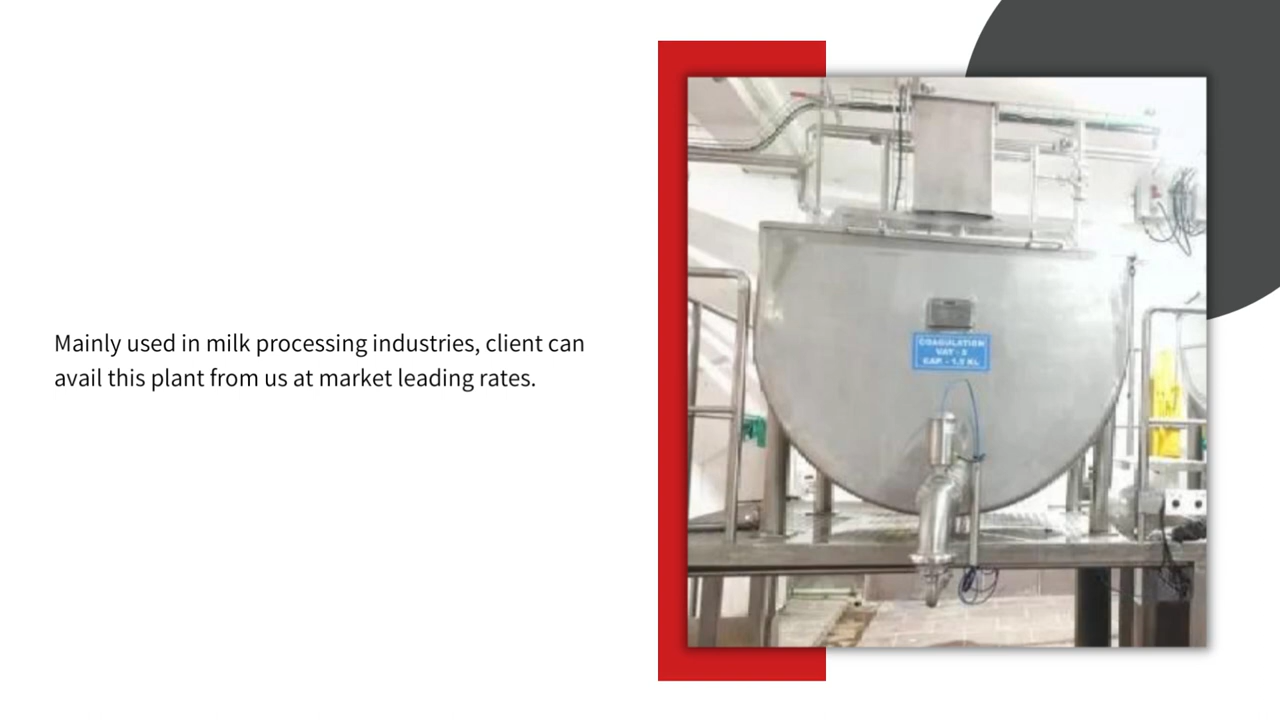 Mainly used in milk processing industries, client can
avail this plant from us at market leading rates.
COAGULATION
VAT - 3
CAP. - 1.5 KL